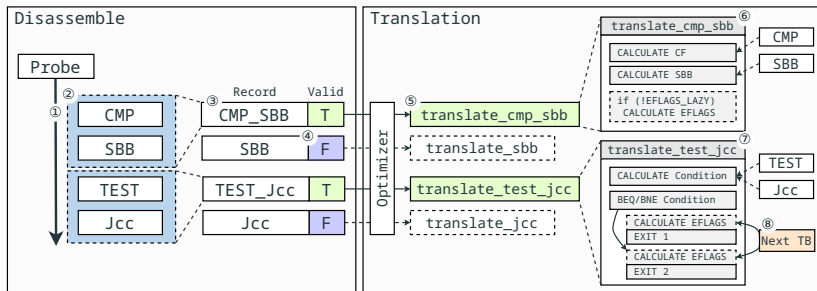 Disassemble
Probe
①
②
CMP
SBB
TEST
Jcc
Record
Valid
③
CMP_SBB
T
④
SBB
F
TEST_Jcc
T
Jcc
F
Translation
Optimizer
⑤
translate_cmp_sbb
translate_sbb
translate_test_jcc
translate_jcc
⑥
translate_cmp_sbb
CALCULATE CF
CALCULATE SBB
if (!EFLAGS_LAZY)
CALCULATE EFLAGS
CMP
SBB
⑦
translate_test_jcc
CALCULATE Condition
BEQ/BNE Condition
CALCULATE EFLAGS
EXIT 1
CALCULATE EFLAGS
EXIT 2
TEST
Jcc
⑧
Next TB